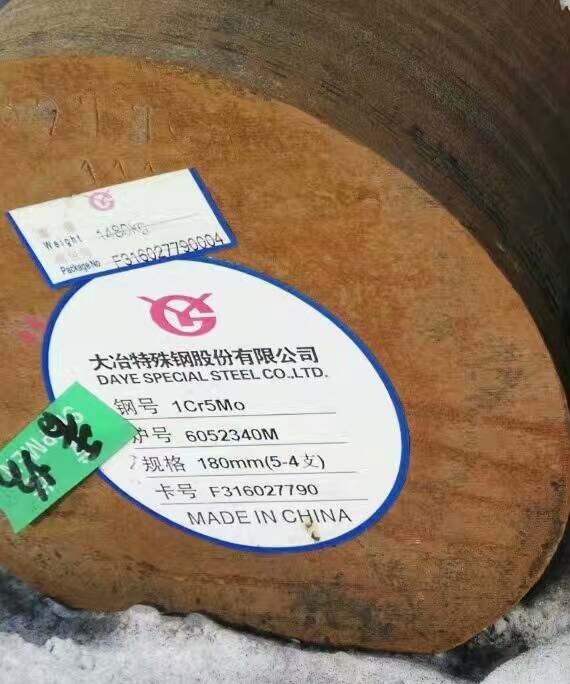 Weight 1480kg
Package No F316027790004
大冶特殊钢股份有限公司
DAYE SPECIAL STEEL CO.,LTD.
钢号 1Cr5Mo
炉号 6052340M
规格 180mm(5-4支)
卡号 F316027790
MADE IN CHINA